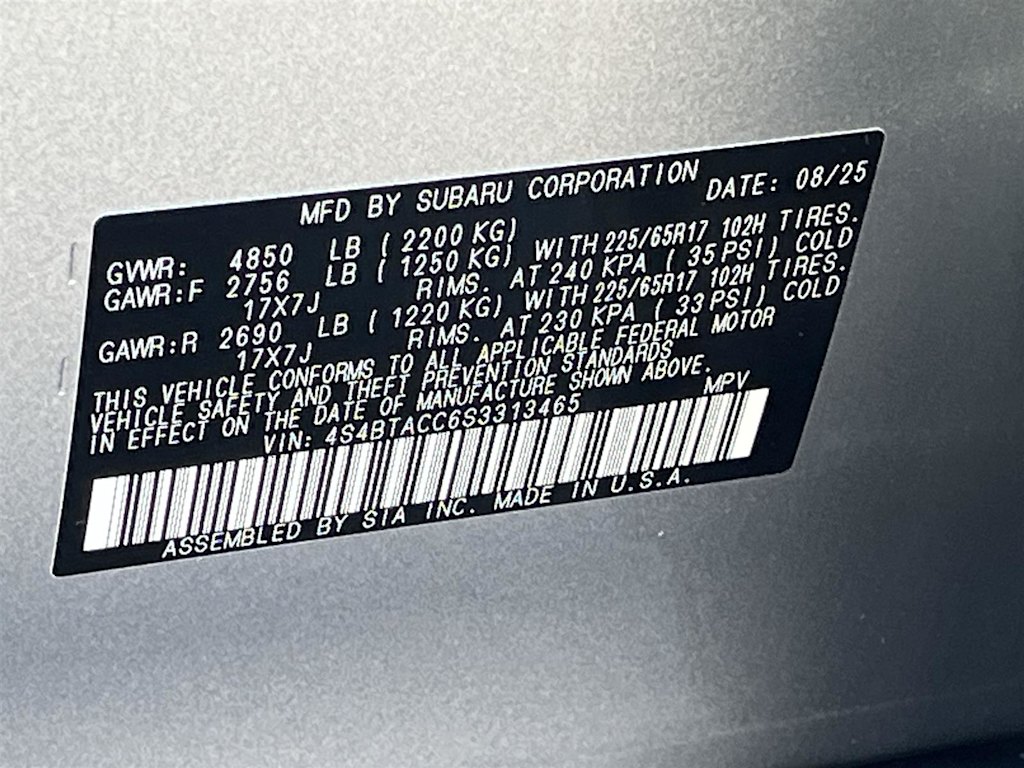 MFD BY SUBARU CORPORATION DATE: 08/25
GVWR: 4850 LB ( 2200 KG)
GAWR:F 2756 LB ( 1250 KG) WITH 225/65R17 102H TIRES.
17X7J RIMS. AT 240 KPA ( 35 PSI) COLD
GAWR:R 2690 LB ( 1220 KG) WITH 225/65R17 102H TIRES.
17X7J RIMS. AT 230 KPA ( 33 PSI) COLD
THIS VEHICLE CONFORMS TO ALL APPLICABLE FEDERAL MOTOR
VEHICLE SAFETY AND THEFT PREVENTION STANDARDS
IN EFFECT ON THE DATE OF MANUFACTURE SHOWN ABOVE.
VIN: 4S4BTACC6S3313465 MPV
ASSEMBLED BY SIA INC. MADE IN U.S.A.